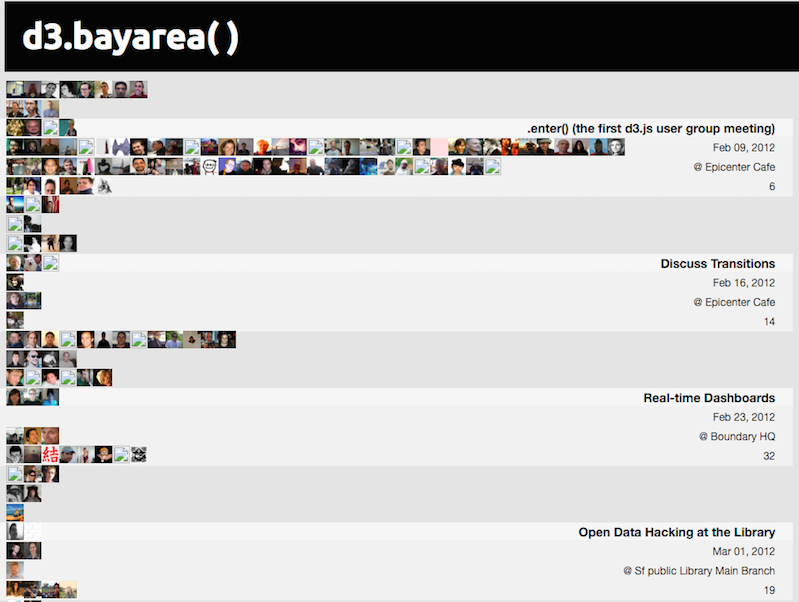 d3.bayarea( )
.enter() (the first d3.js user group meeting)
Feb 09, 2012
@ Epicenter Cafe
6
Discuss Transitions
Feb 16, 2012
@ Epicenter Cafe
14
Real-time Dashboards
Feb 23, 2012
@ Boundary HQ
結
32
Open Data Hacking at the Library
Mar 01, 2012
@ Sf public Library Main Branch
19